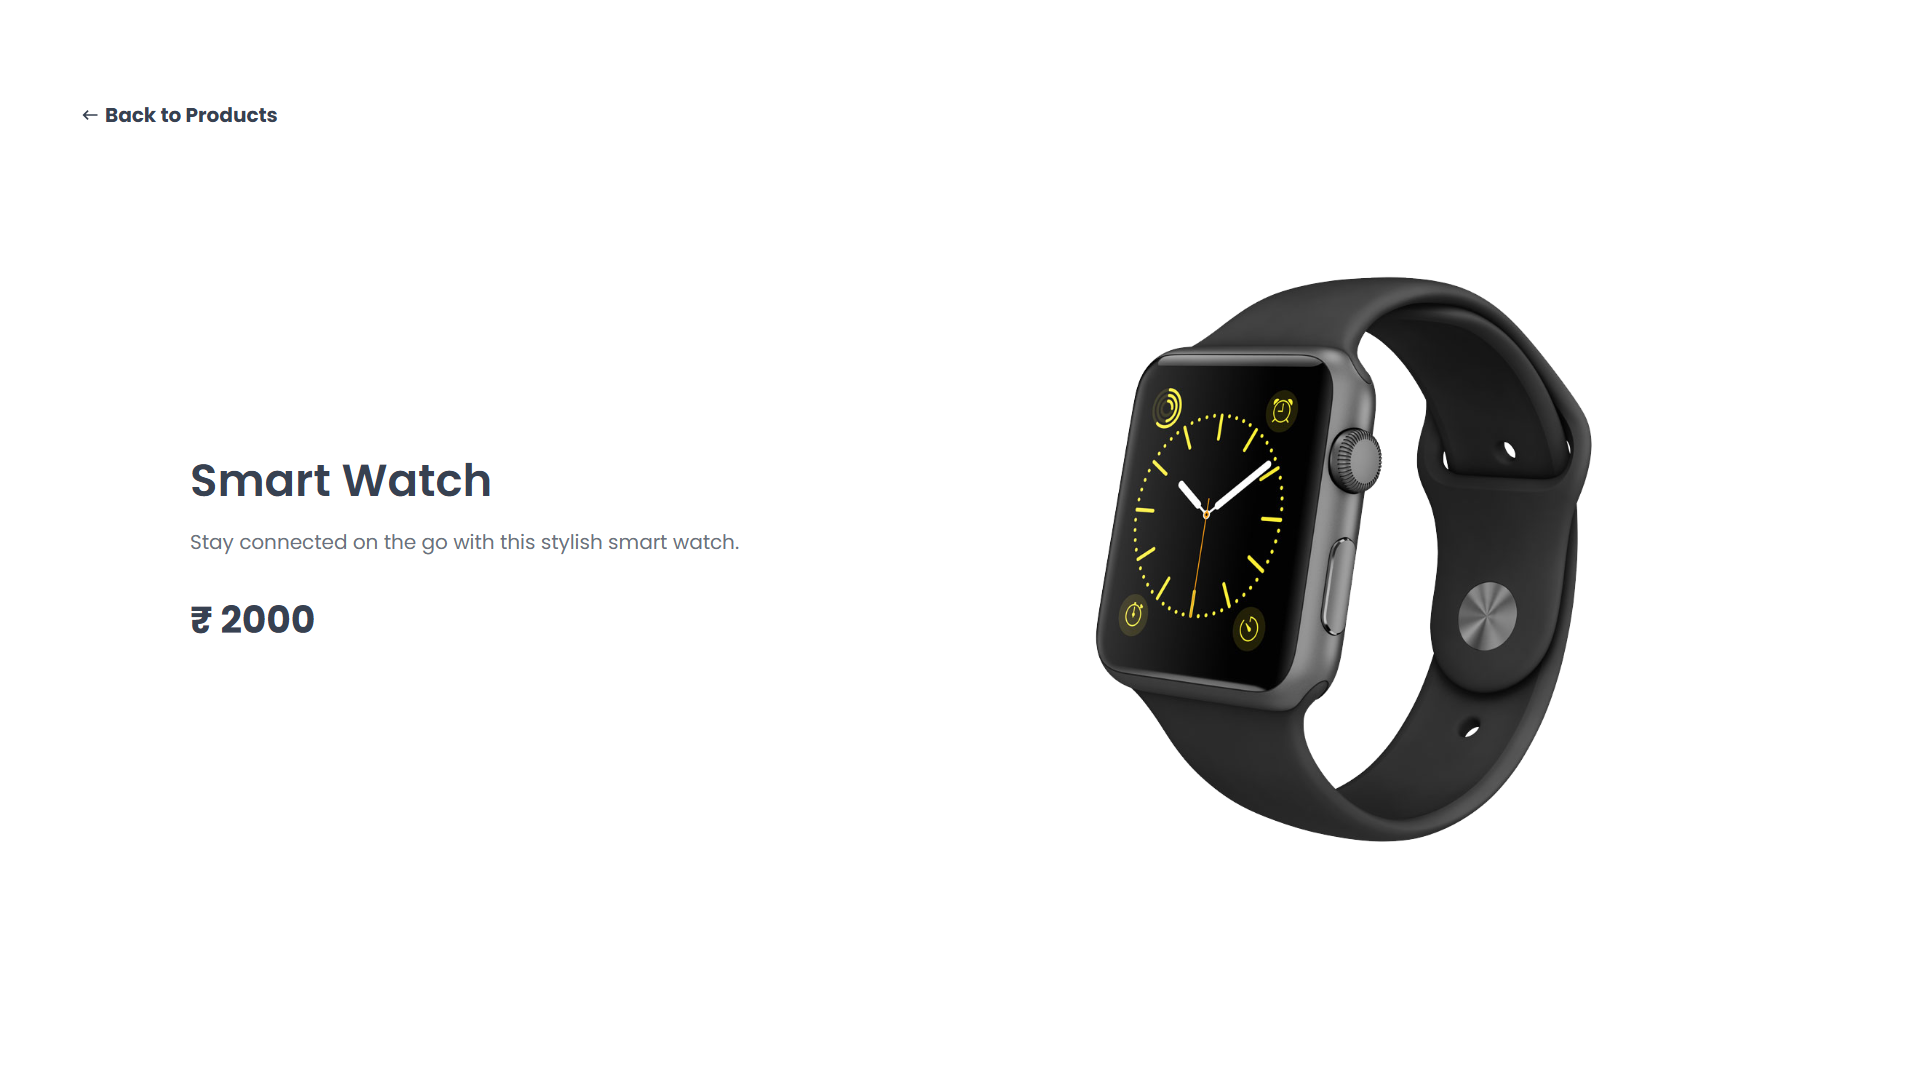 ← Back to Products
Smart Watch
Stay connected on the go with this stylish smart watch.
₹ 2000